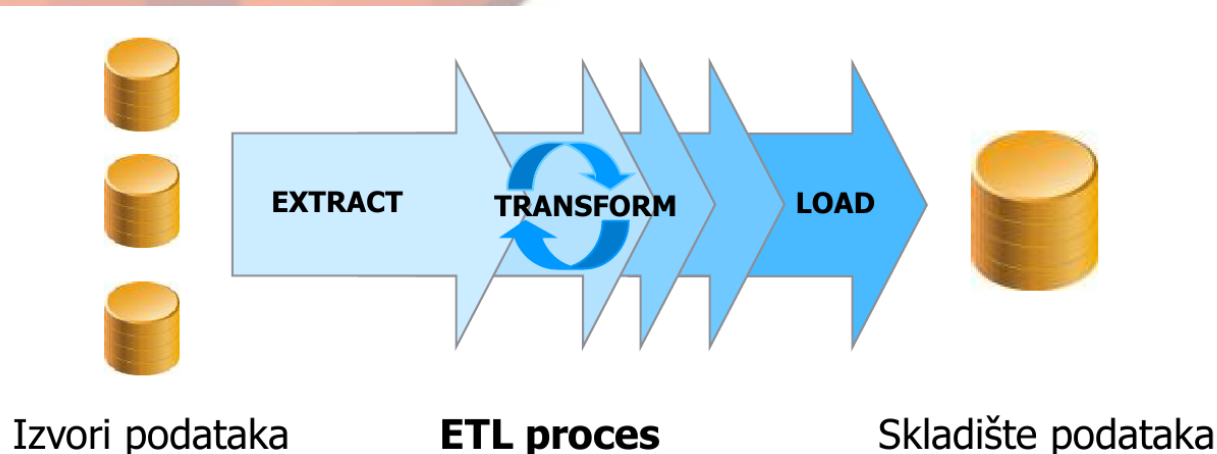 EXTRACT
TRANSFORM
LOAD
Izvori podataka
ETL proces
Skladište podataka